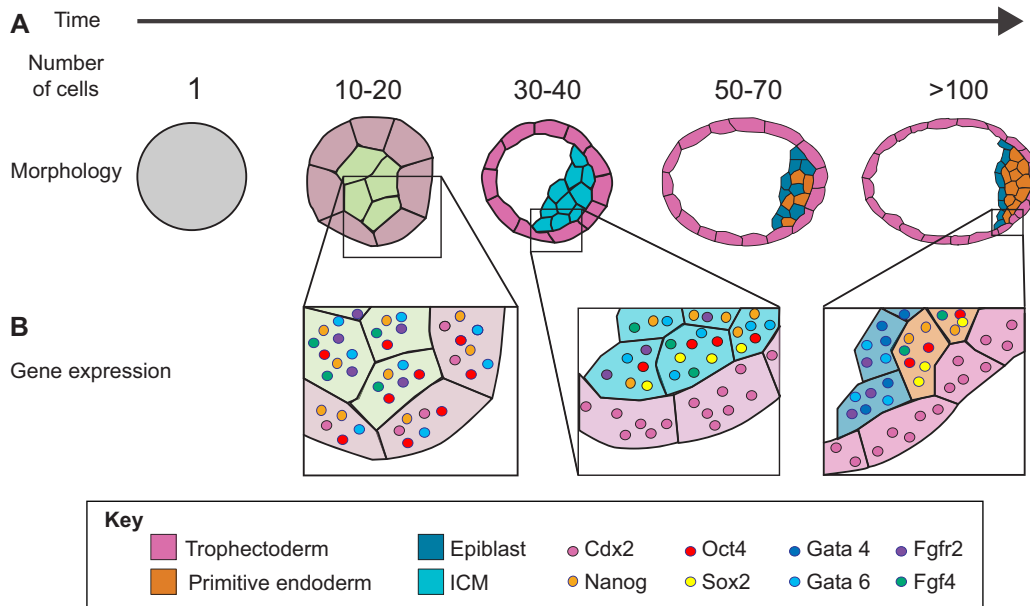 A
Time
Number
of cells
1
10-20
30-40
50-70
>100
Morphology
B
Gene expression
Key
Trophectoderm
Epiblast
Cdx2
Oct4
Gata 4
Fgfr2
Primitive endoderm
ICM
Nanog
Sox2
Gata 6
Fgf4